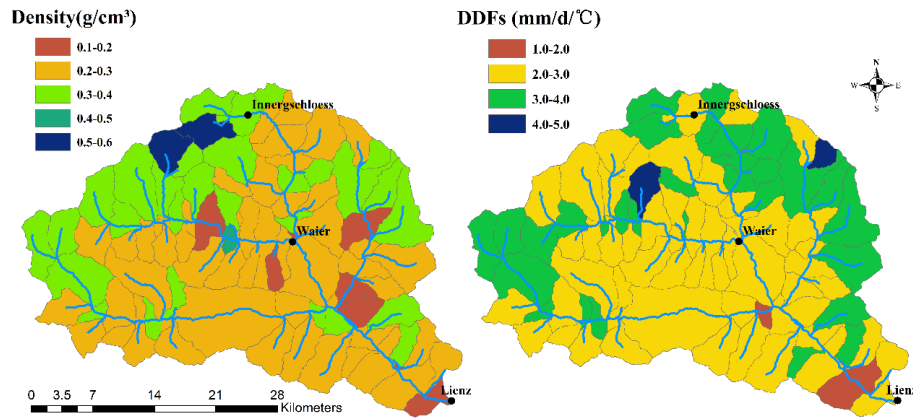 Density(g/cm³)
0.1-0.2
0.2-0.3
0.3-0.4
0.4-0.5
0.5-0.6
Innergschloess
Waier
Lienz
0 3.5 7 14 21 28
Kilometers
DDFs (mm/d/℃)
1.0-2.0
2.0-3.0
3.0-4.0
4.0-5.0
N
W E
S
Innergschloess
Waier
Lienz